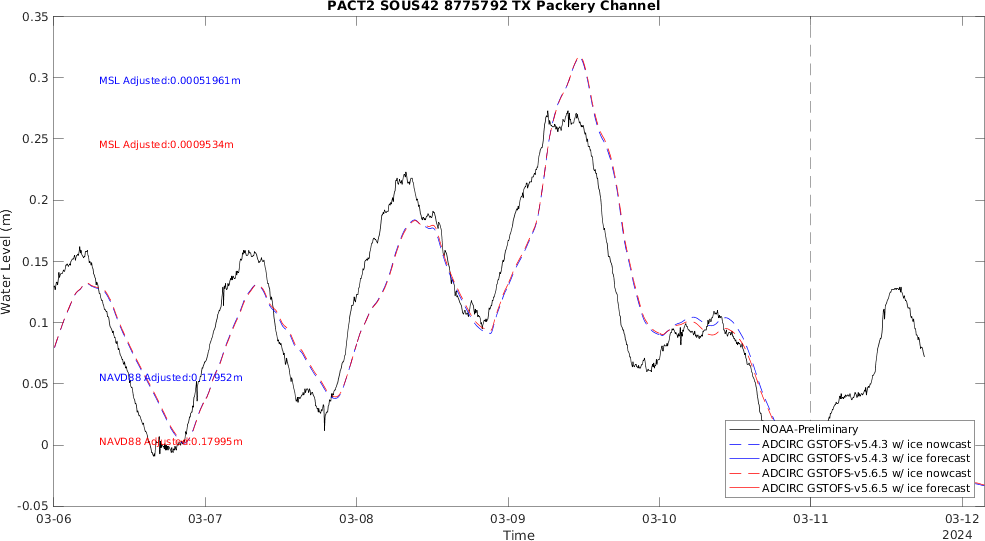 PACT2 SOUS42 8775792 TX Packery Channel
0.35
0.3
0.25
0.2
0.15
0.1
0.05
0
-0.05
Water Level (m)
MSL Adjusted:0.00051961m
MSL Adjusted:0.0009534m
NAVD88 Adjusted:0.17952m
NAVD88 Adjusted:0.17995m
NOAA-Preliminary
ADCIRC GSTOFS-v5.4.3 w/ ice nowcast
ADCIRC GSTOFS-v5.4.3 w/ ice forecast
ADCIRC GSTOFS-v5.6.5 w/ ice nowcast
ADCIRC GSTOFS-v5.6.5 w/ ice forecast
03-06 03-07 03-08 03-09 03-10 03-11 03-12
Time
2024